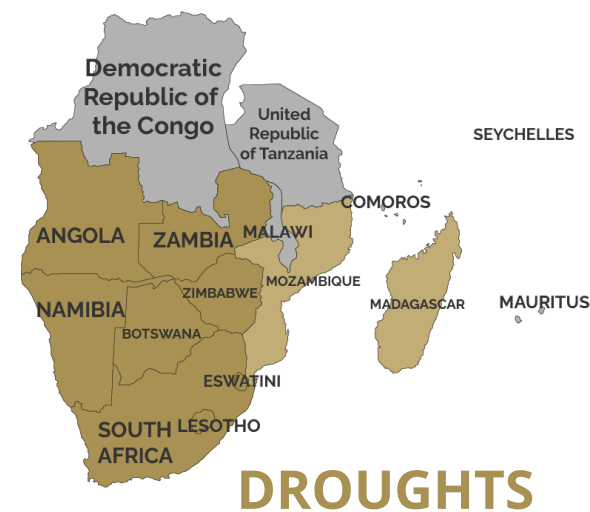 Democratic
Republic of
the Congo
United
Republic
of Tanzania
SEYCHELLES
COMOROS
ANGOLA
ZAMBIA
MALAWI
MOZAMBIQUE
ZIMBABWE
NAMIBIA
MADAGASCAR
MAURITUS
BOTSWANA
ESWATINI
SOUTH
AFRICA
LESOTHO
DROUGHTS